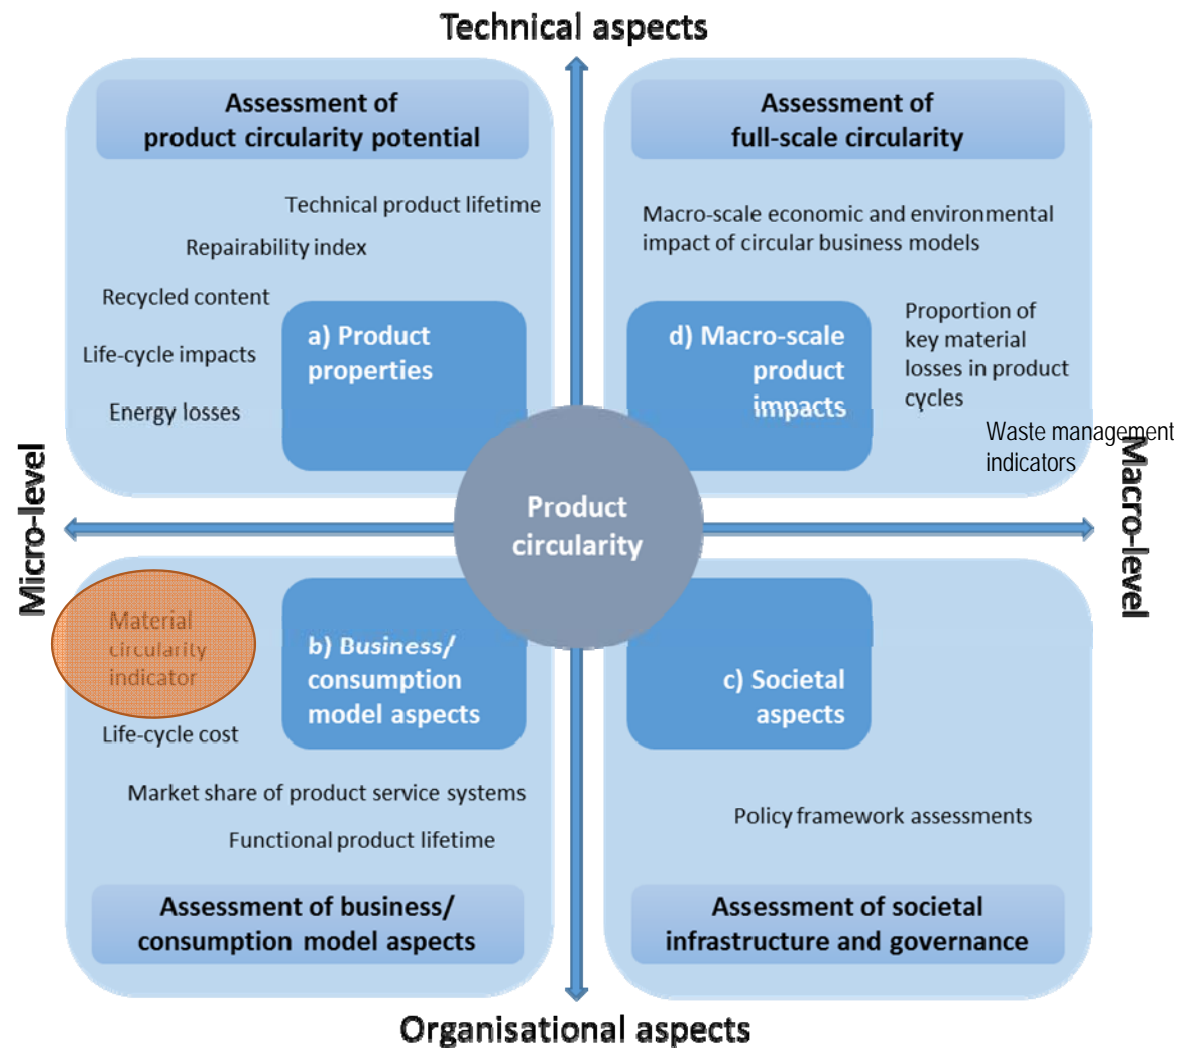 Technical aspects
Assessment of
product circularity potential
Technical product lifetime
Repairability index
Recycled content
Life-cycle impacts
Energy losses
a) Product
properties
Assessment of
full-scale circularity
Macro-scale economic and environmental
impact of circular business models
d) Macro-scale
product
impacts
Proportion of
key material
losses in product
cycles
Waste management
indicators
Micro-level
Product
circularity
Macro-level
Material
circularity
indicator
b) Business/
consumption
model aspects
Life-cycle cost
Market share of product service systems
Functional product lifetime
Assessment of business/
consumption model aspects
c) Societal
aspects
Policy framework assessments
Assessment of societal
infrastructure and governance
Organisational aspects